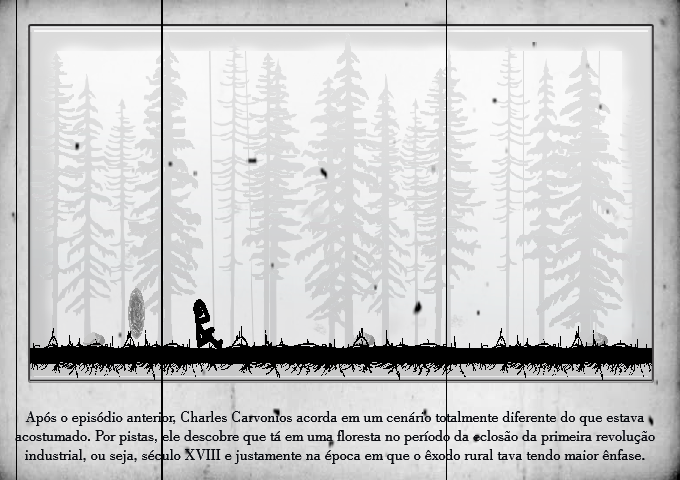 Após o episódio anterior, Charles Carvonios acorda em um cenário totalmente diferente do que estava
acostumado. Por pistas, ele descobre que tá em uma floresta no período da eclosão da primeira revolução
industrial, ou seja, século XVIII e justamente na época em que o êxodo rural tava tendo maior ênfase.